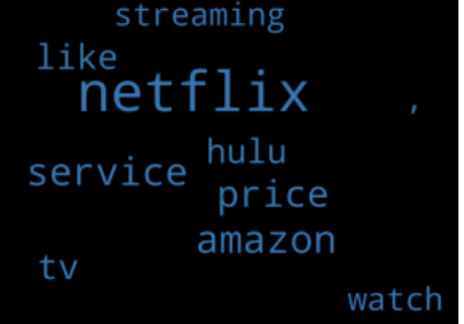 streaming
like
netflix
,
hulu
service
price
amazon
tv
watch